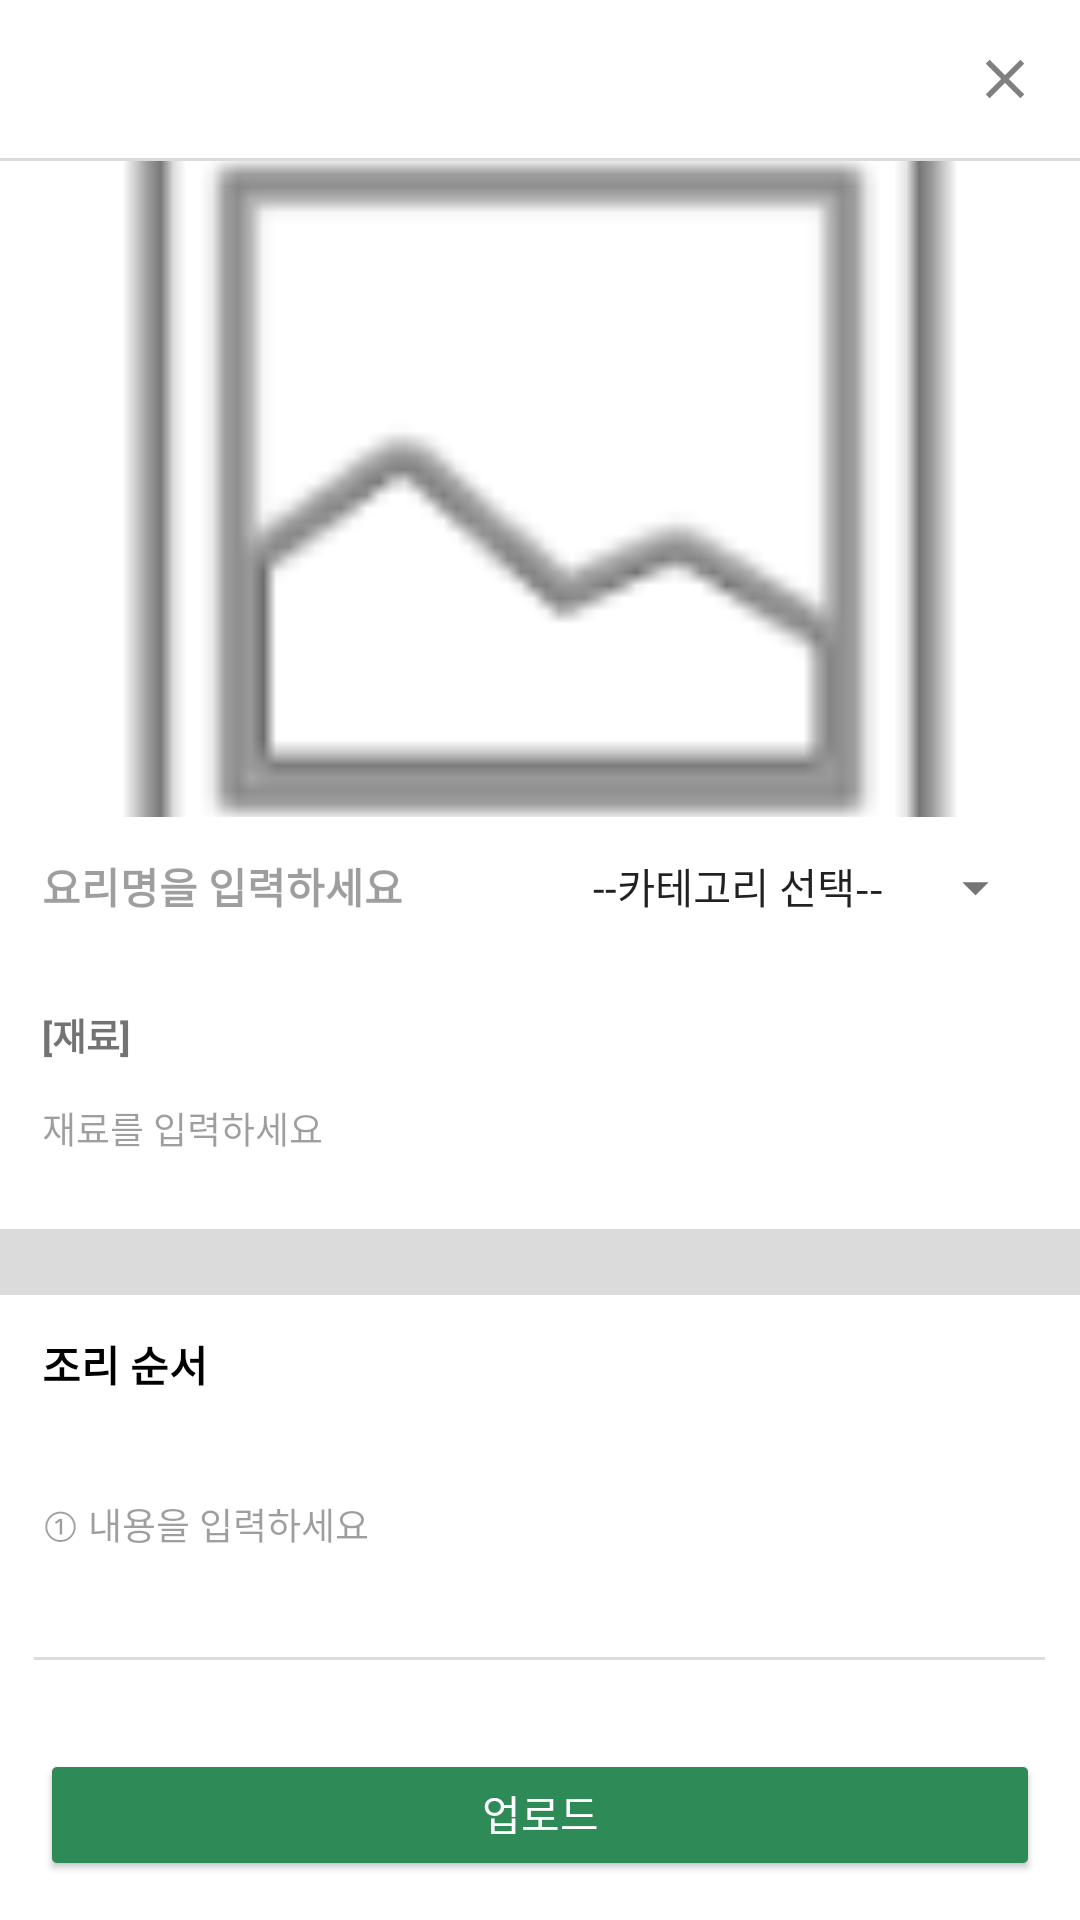 요리명을 입력하세요 --카테고리 선택--
[재료]
재료를 입력하세요
조리 순서
① 내용을 입력하세요
업로드